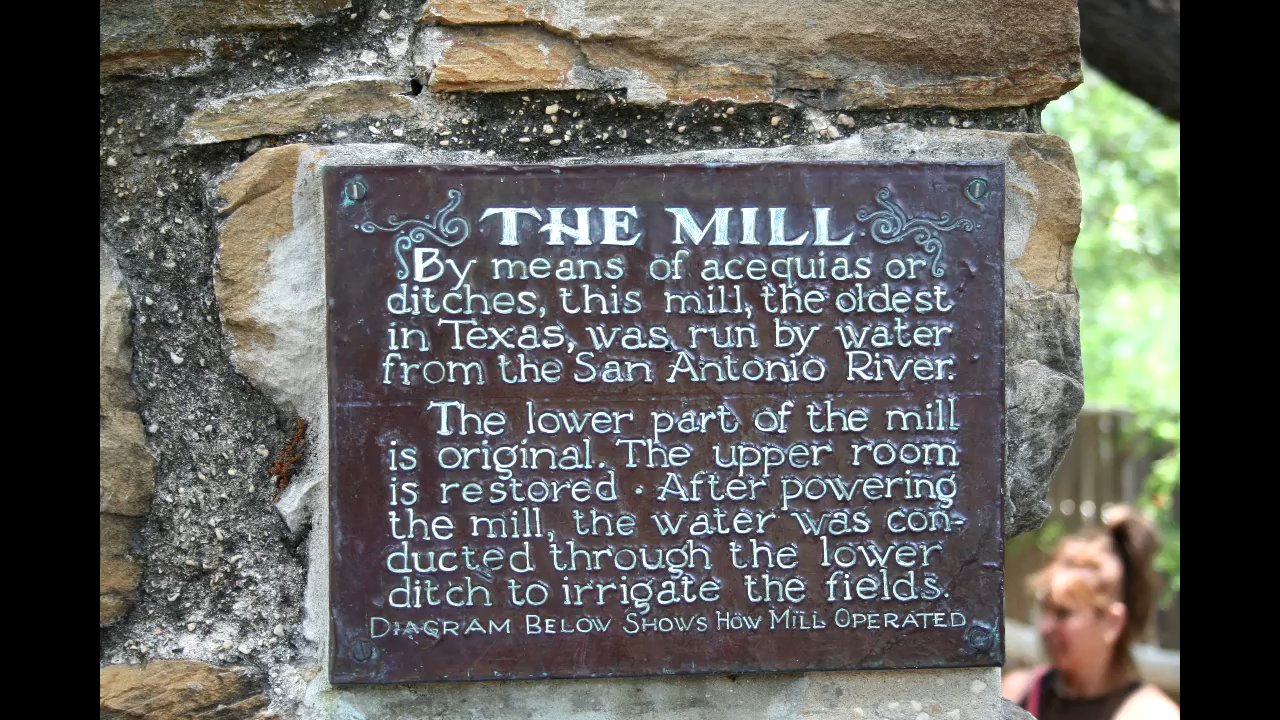 THE MILL
By means of acequias or
ditches, this mill, the oldest
in Texas, was run by water
from the San Antonio River.
The lower part of the mill
is original. The upper room
is restored · After powering
the mill, the water was con-
ducted through the lower
ditch to irrigate the fields.
DIAGRAM BELOW SHOWS HOW MILL OPERATED